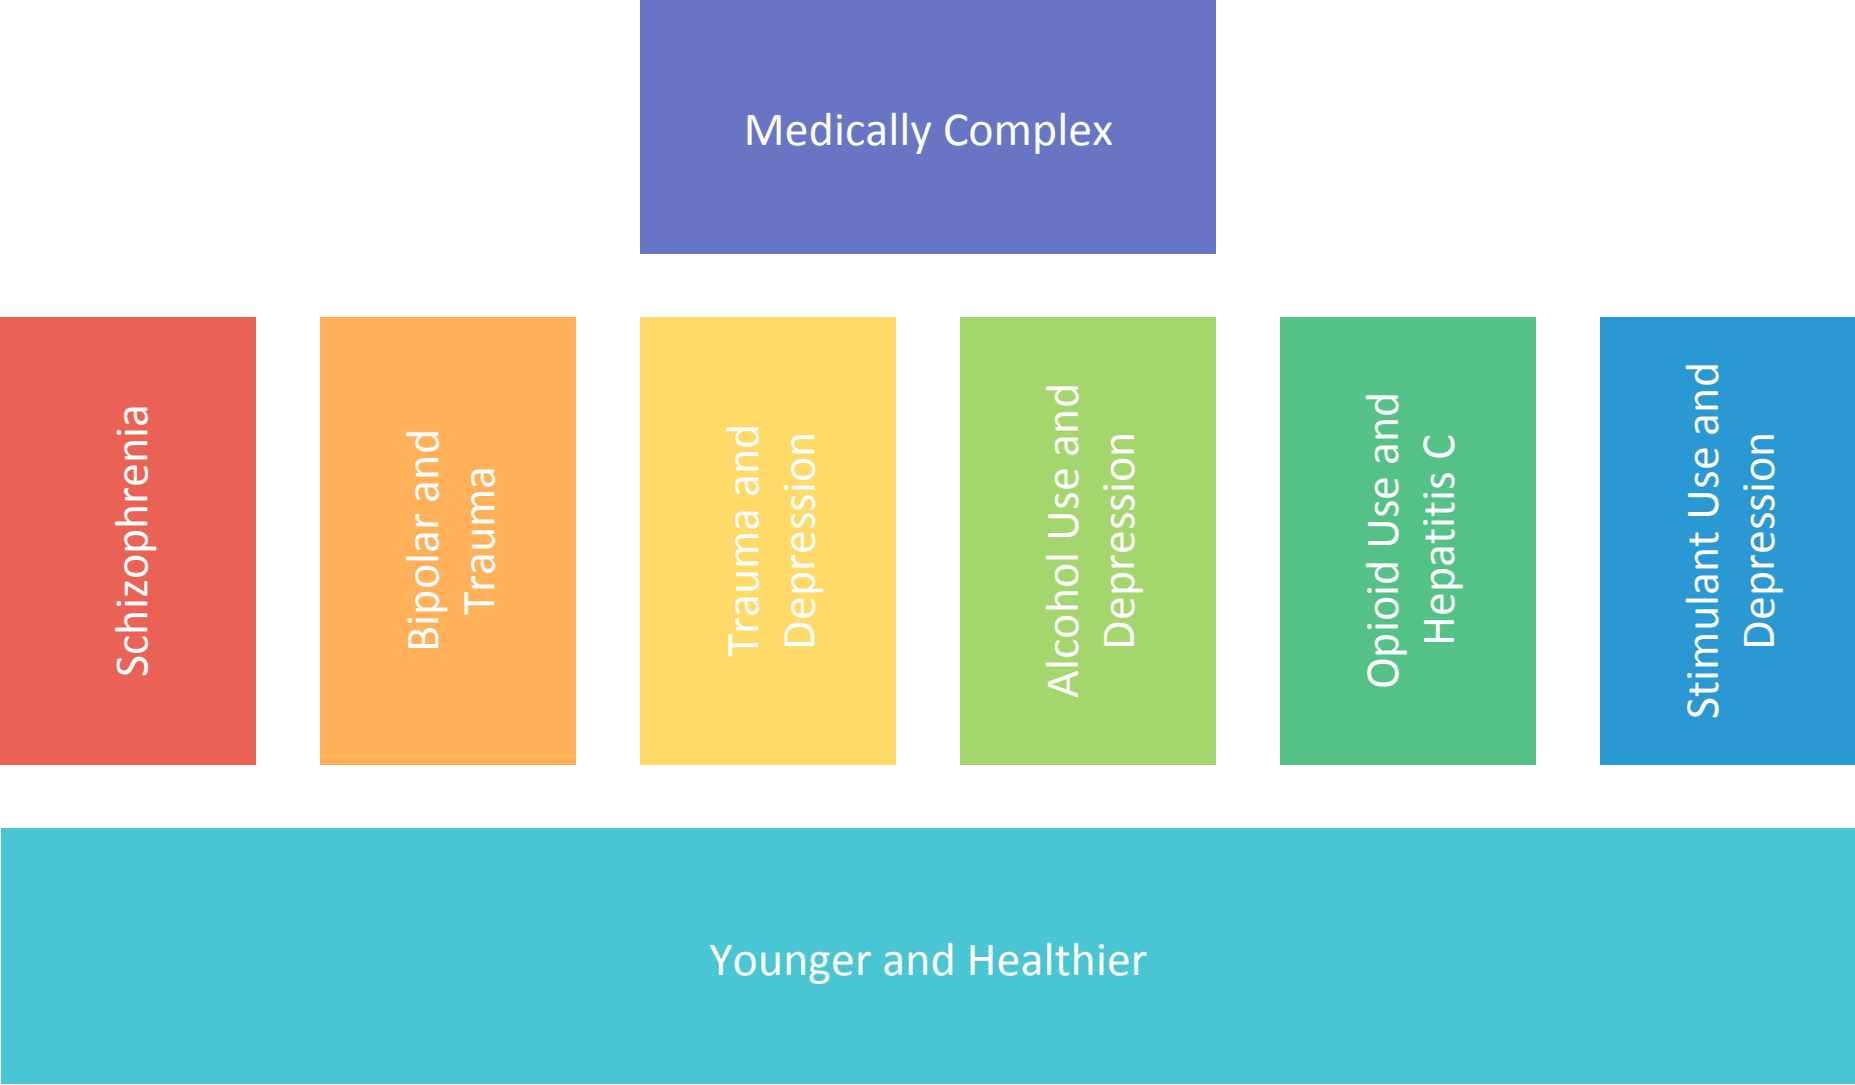 Medically Complex
Schizophrenia
Bipolar and
Trauma
Trauma and
Depression
Alcohol Use and
Depression
Opioid Use and
Hepatitis C
Stimulant Use and
Depression
Younger and Healthier